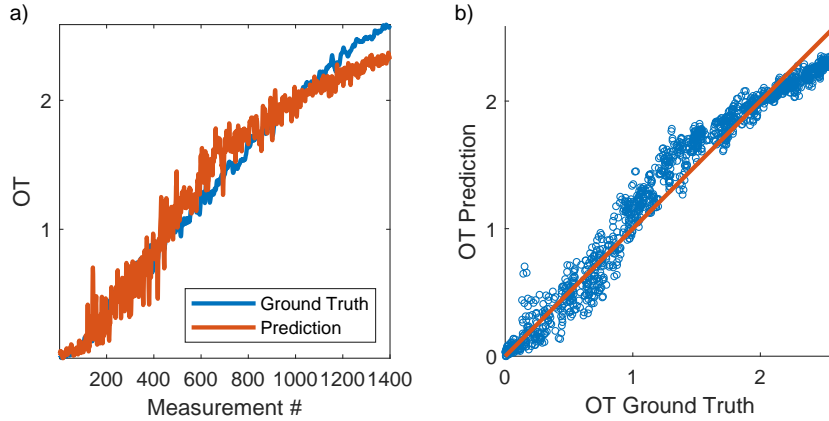 a)
OT
2
1
200 400 600 800 1000 1200 1400
Measurement #
Ground Truth
Prediction
b)
OT Prediction
2
1
0
0 1 2
OT Ground Truth